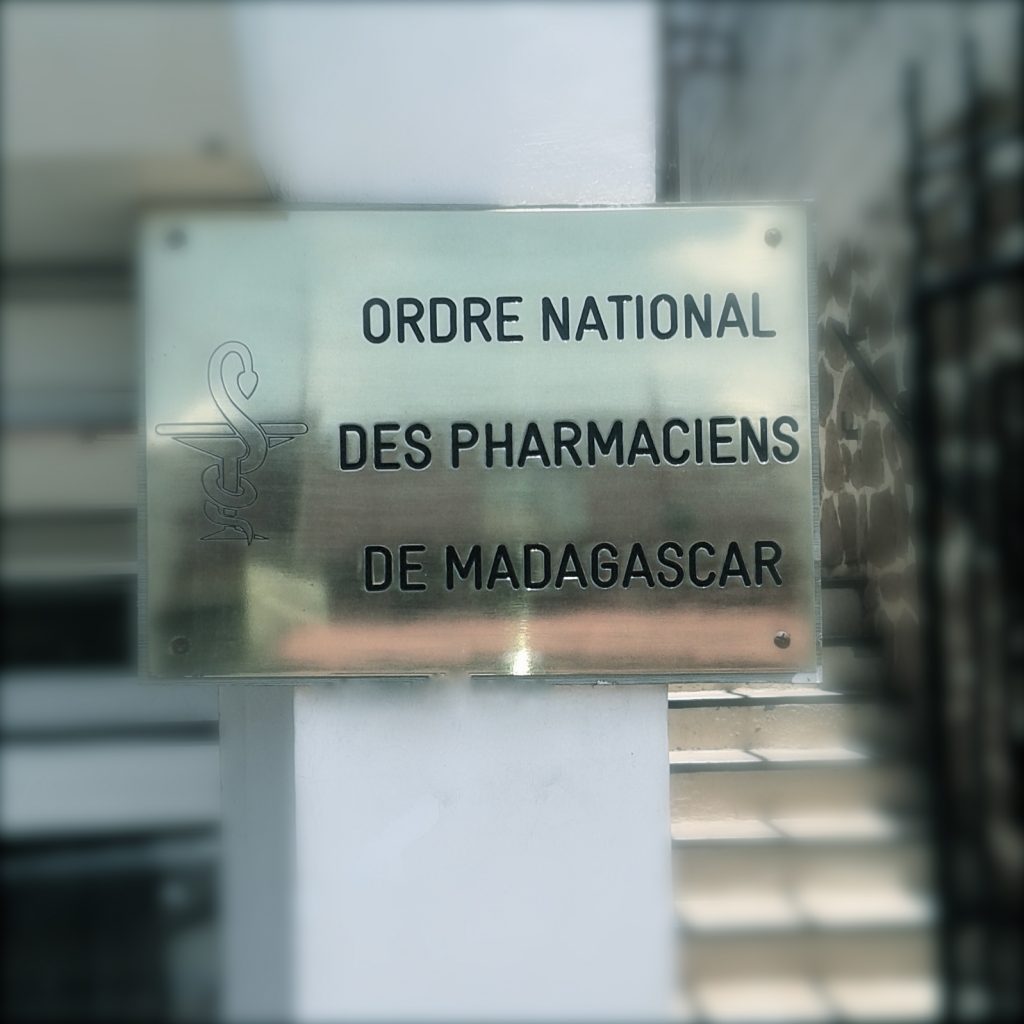 ORDRE NATIONAL
DES PHARMACIENS
DE MADAGASCAR